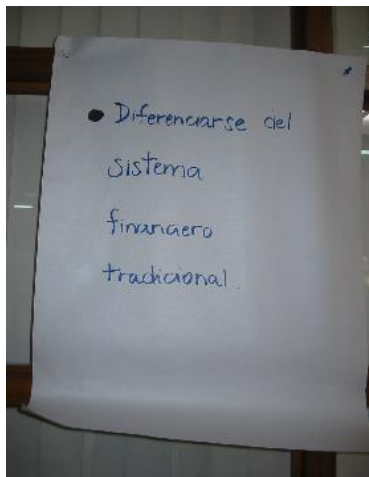 ● Diferenciarse del
sistema
financiero
tradicional.